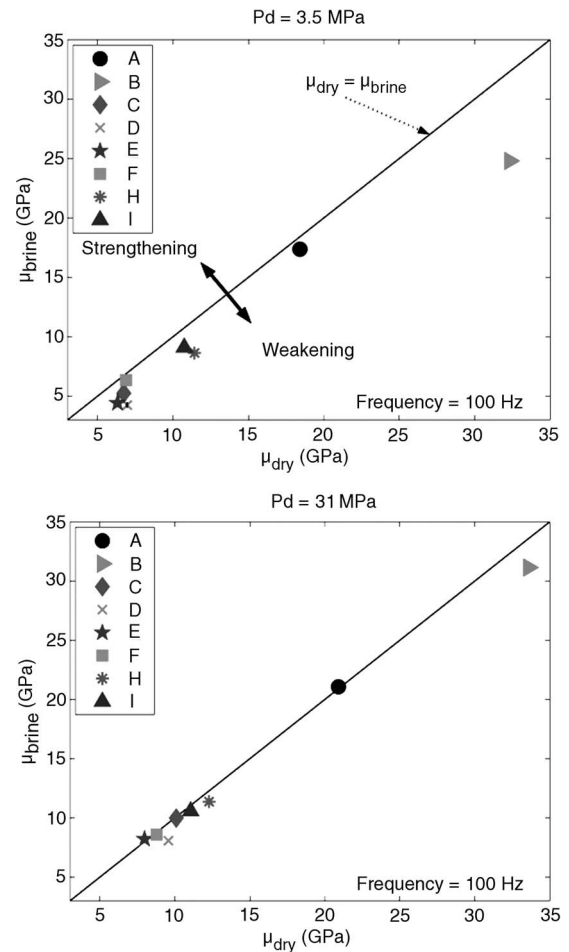 Pd = 3.5 MPa
35
30
25
20
15
10
5
A
B
C
D
E
F
H
I
μdry = μbrine
Strengthening
Weakening
Frequency = 100 Hz
μbrine (GPa)
5 10 15 20 25 30 35
μdry (GPa)
Pd = 31 MPa
35
30
25
20
15
10
5
A
B
C
D
E
F
H
I
Frequency = 100 Hz
μbrine (GPa)
5 10 15 20 25 30 35
μdry (GPa)